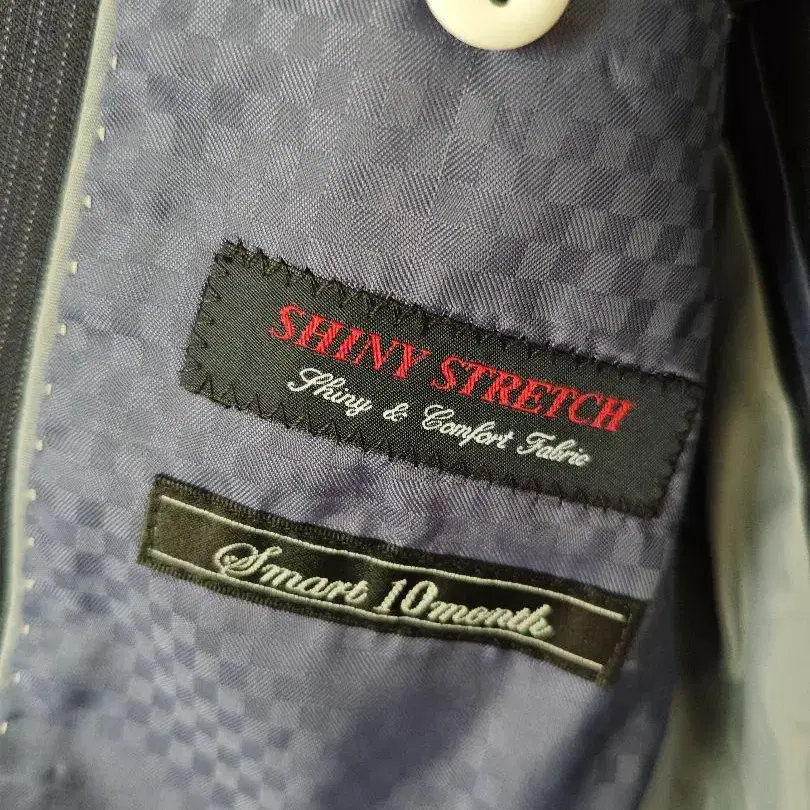 SHINY STRETCH
Shiny & Comfort Fabric
Smart 10month